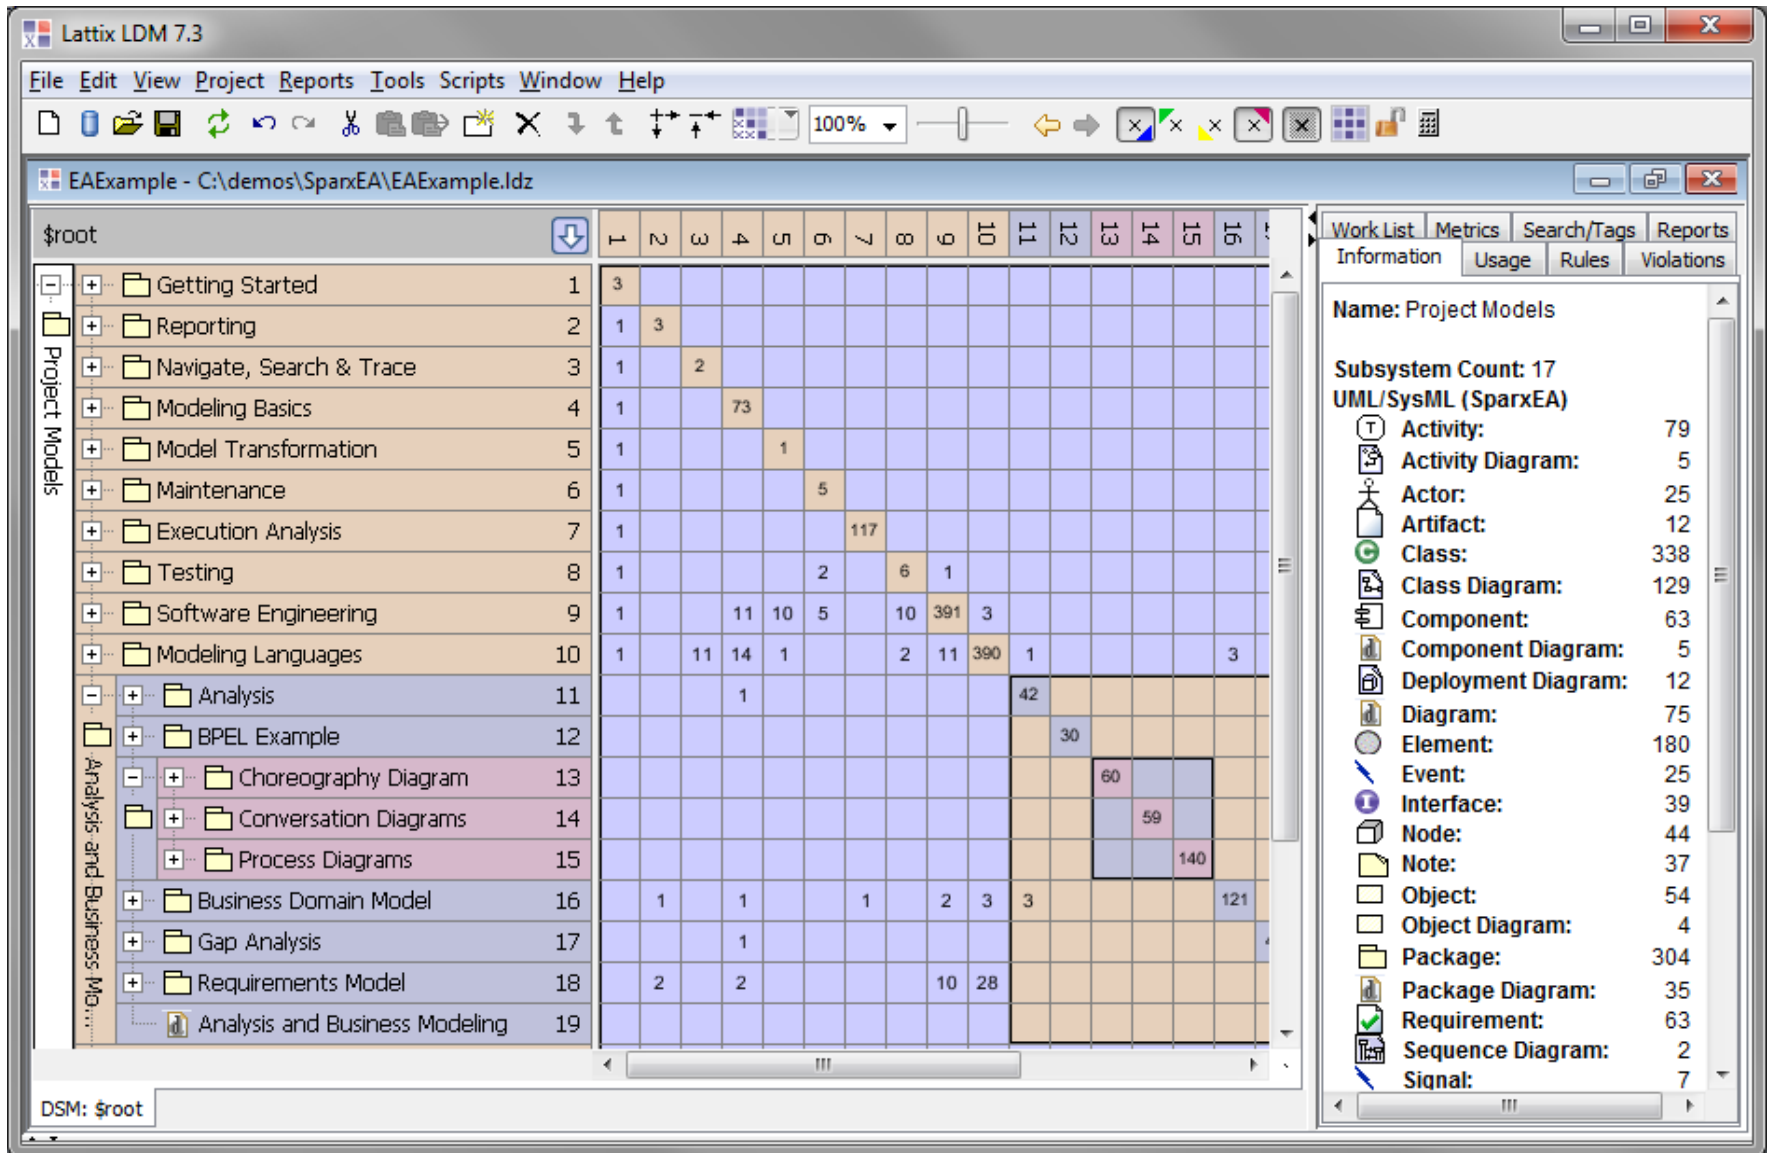 Lattix LDM 7.3
File Edit View Project Reports Tools Scripts Window Help
100%
EAExample - C:\demos\SparxEA\EAExample.ldz
$root 1 2 3 4 5 6 7 8 9 10 11 12 13 14 15 16
Project Models
Getting Started 1 3
Reporting 2 1 3
Navigate, Search & Trace 3 1 2
Modeling Basics 4 1 73
Model Transformation 5 1 1
Maintenance 6 1 5
Execution Analysis 7 1 117
Testing 8 1 2 6 1
Software Engineering 9 1 11 10 5 10 391 3
Modeling Languages 10 1 11 14 1 2 11 390 1 3
Analysis and Business Mo...
Analysis 11 1 42
BPEL Example 12 30
Choreography Diagram 13 60
Conversation Diagrams 14 59
Process Diagrams 15 140
Business Domain Model 16 1 1 1 2 3 3 121
Gap Analysis 17 1
Requirements Model 18 2 2 10 28
Analysis and Business Modeling 19
DSM: $root
Work List Metrics Search/Tags Reports
Information Usage Rules Violations
Name: Project Models
Subsystem Count: 17
UML/SysML (SparxEA)
Activity: 79
Activity Diagram: 5
Actor: 25
Artifact: 12
Class: 338
Class Diagram: 129
Component: 63
Component Diagram: 5
Deployment Diagram: 12
Diagram: 75
Element: 180
Event: 25
Interface: 39
Node: 44
Note: 37
Object: 54
Object Diagram: 4
Package: 304
Package Diagram: 35
Requirement: 63
Sequence Diagram: 2
Signal: 7